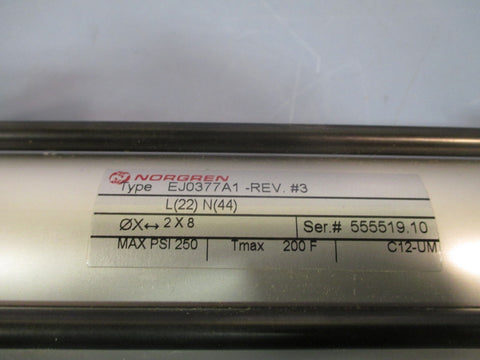 NORGREN
Type EJ0377A1 -REV. #3
L(22) N(44)
ØX↔ 2 X 8 Ser.# 555519.10
MAX PSI 250 Tmax 200 F C12-UM